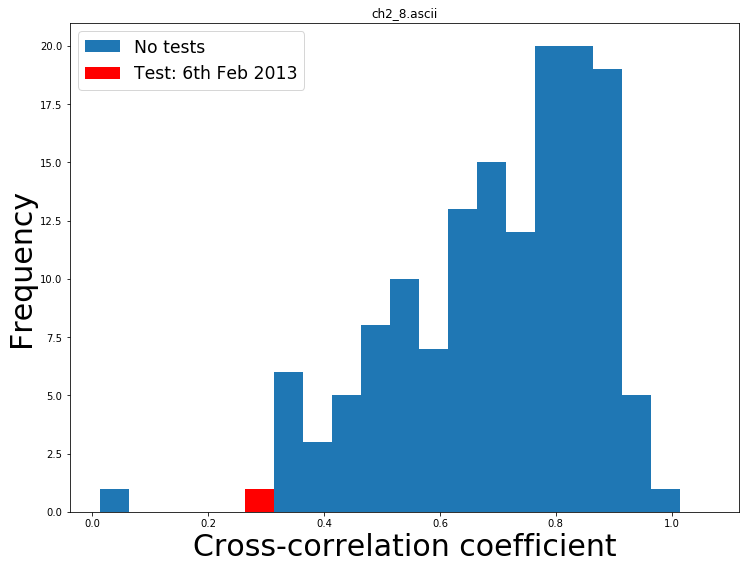 ch2_8.ascii
No tests
Test: 6th Feb 2013
20.0
17.5
15.0
12.5
10.0
7.5
5.0
2.5
0.0
Frequency
0.0 0.2 0.4 0.6 0.8 1.0
Cross-correlation coefficient